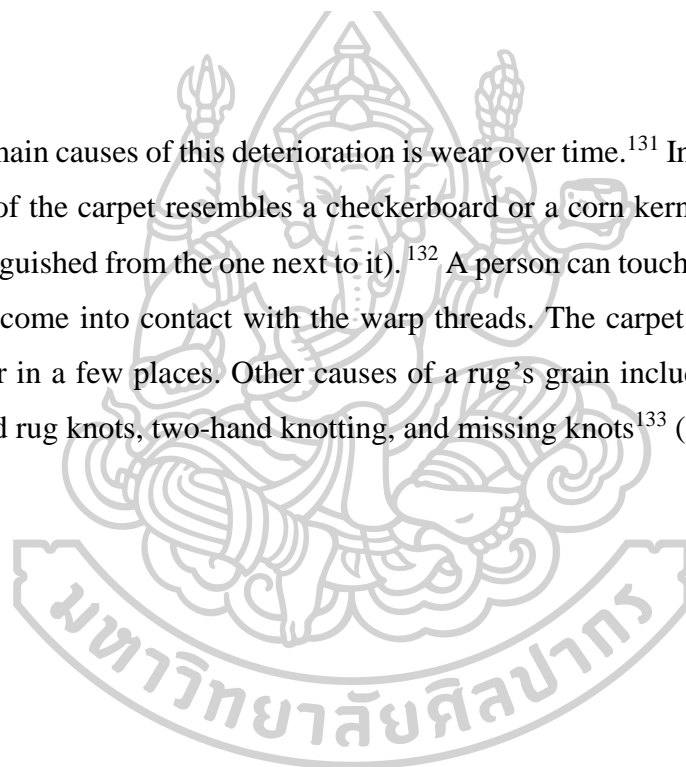 nain causes of this deterioration is wear over time.131 In
of the carpet resembles a checkerboard or a corn kern
guished from the one next to it). 132 A person can touch
come into contact with the warp threads. The carpet
r in a few places. Other causes of a rug’s grain includ
d rug knots, two-hand knotting, and missing knots133 (
มหาวิทยาลัยศิลปากร